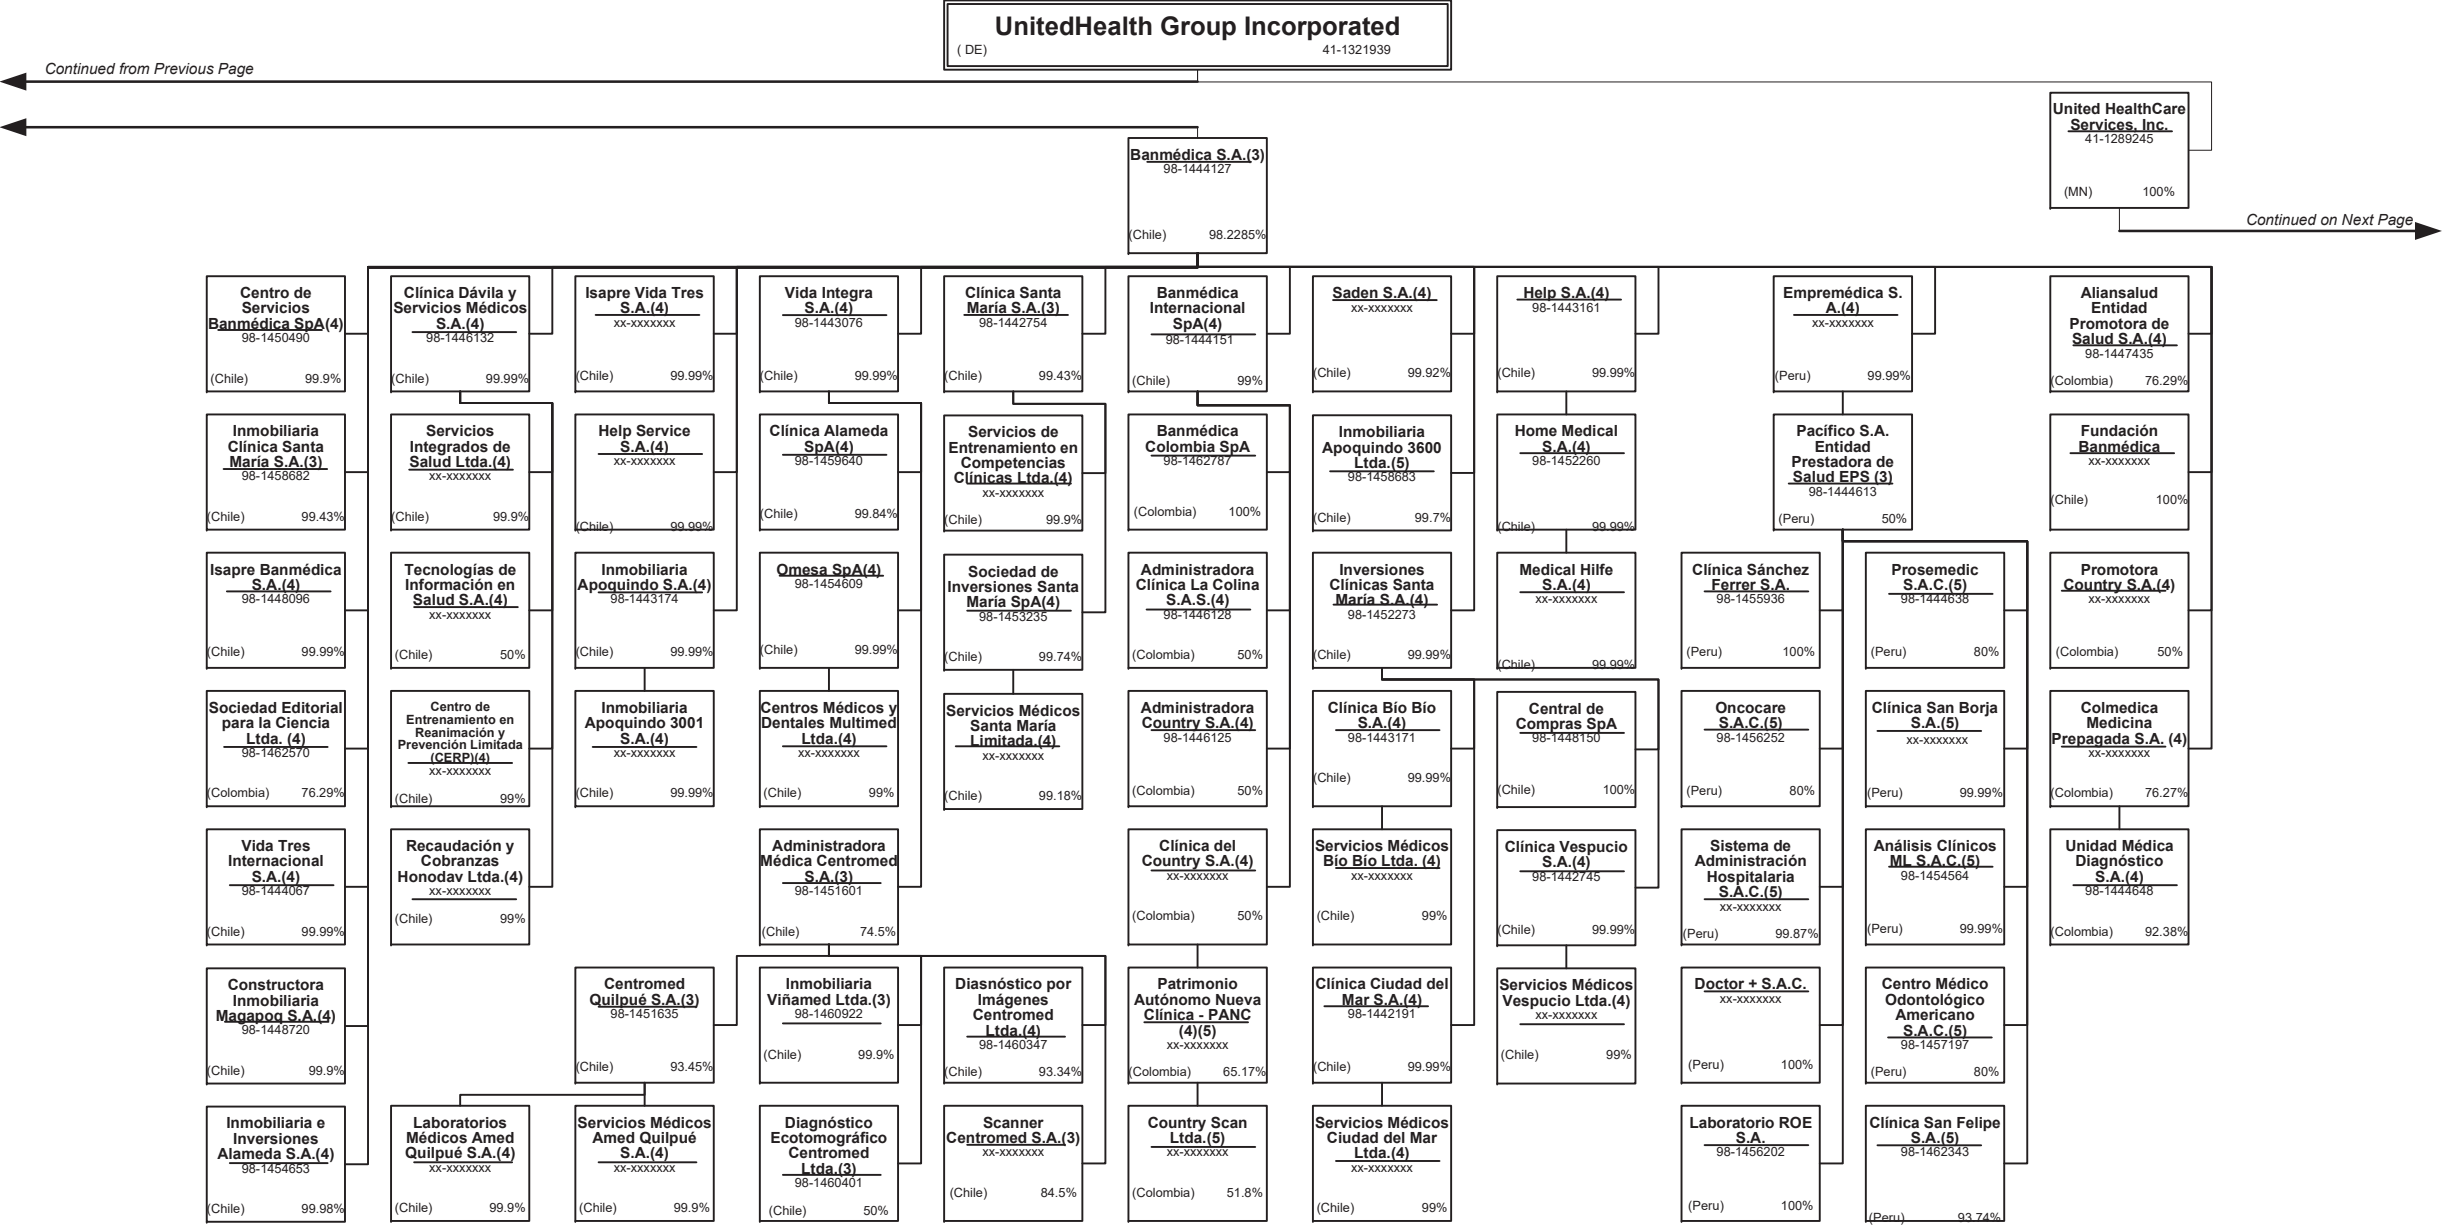 UnitedHealth Group Incorporated
( DE) 41-1321939
Continued from Previous Page
United HealthCare
Services, Inc.
41-1289245
(MN) 100%
Continued on Next Page
Banmédica S.A.(3)
98-1444127
(Chile) 98.2285%
Centro de
Servicios
Banmédica SpA(4)
98-1450490
(Chile) 99.9%
Clínica Dávila y
Servicios Médicos
S.A.(4)
98-1446132
(Chile) 99.99%
Isapre Vida Tres
S.A.(4)
xx-xxxxxxx
(Chile) 99.99%
Vida Integra
S.A.(4)
98-1443076
(Chile) 99.99%
Clínica Santa
María S.A.(3)
98-1442754
(Chile) 99.43%
Banmédica
Internacional
SpA(4)
98-1444151
(Chile) 99%
Saden S.A.(4)
xx-xxxxxxx
(Chile) 99.92%
Help S.A.(4)
98-1443161
(Chile) 99.99%
Empremédica S.
A.(4)
xx-xxxxxxx
(Peru) 99.99%
Aliansalud
Entidad
Promotora de
Salud S.A.(4)
98-1447435
(Colombia) 76.29%
Inmobiliaria
Clínica Santa
María S.A.(3)
98-1458682
(Chile) 99.43%
Servicios
Integrados de
Salud Ltda.(4)
xx-xxxxxxx
(Chile) 99.9%
Help Service
S.A.(4)
xx-xxxxxxx
(Chile) 99.99%
Clínica Alameda
SpA(4)
98-1459640
(Chile) 99.84%
Servicios de
Entrenamiento en
Competencias
Clínicas Ltda.(4)
xx-xxxxxxx
(Chile) 99.9%
Banmédica
Colombia SpA
98-1462787
(Colombia) 100%
Inmobiliaria
Apoquindo 3600
Ltda.(5)
98-1458683
(Chile) 99.7%
Home Medical
S.A.(4)
98-1452260
(Chile) 99.99%
Pacífico S.A.
Entidad
Prestadora de
Salud EPS (3)
98-1444613
(Peru) 50%
Fundación
Banmédica
xx-xxxxxxx
(Chile) 100%
Isapre Banmédica
S.A.(4)
98-1448096
(Chile) 99.99%
Tecnologías de
Información en
Salud S.A.(4)
xx-xxxxxxx
(Chile) 50%
Inmobiliaria
Apoquindo S.A.(4)
98-1443174
(Chile) 99.99%
Omesa SpA(4)
98-1454609
(Chile) 99.99%
Sociedad de
Inversiones Santa
María SpA(4)
98-1453235
(Chile) 99.74%
Administradora
Clínica La Colina
S.A.S.(4)
98-1446128
(Colombia) 50%
Inversiones
Clínicas Santa
María S.A.(4)
98-1452273
(Chile) 99.99%
Medical Hilfe
S.A.(4)
xx-xxxxxxx
(Chile) 99.99%
Clínica Sánchez
Ferrer S.A.
98-1455936
(Peru) 100%
Prosemedic
S.A.C.(5)
98-1444638
(Peru) 80%
Promotora
Country S.A.(4)
xx-xxxxxxx
(Colombia) 50%
Sociedad Editorial
para la Ciencia
Ltda. (4)
98-1462570
(Colombia) 76.29%
Centro de
Entrenamiento en
Reanimación y
Prevención Limitada
(CERP)(4)
xx-xxxxxxx
(Chile) 99%
Inmobiliaria
Apoquindo 3001
S.A.(4)
xx-xxxxxxx
(Chile) 99.99%
Centros Médicos y
Dentales Multimed
Ltda.(4)
xx-xxxxxxx
(Chile) 99%
Servicios Médicos
Santa María
Limitada.(4)
xx-xxxxxxx
(Chile) 99.18%
Administradora
Country S.A.(4)
98-1446125
(Colombia) 50%
Clínica Bío Bío
S.A.(4)
98-1443171
(Chile) 99.99%
Central de
Compras SpA
98-1448150
(Chile) 100%
Oncocare
S.A.C.(5)
98-1456252
(Peru) 80%
Clínica San Borja
S.A.(5)
xx-xxxxxxx
(Peru) 99.99%
Colmedica
Medicina
Prepagada S.A. (4)
xx-xxxxxxx
(Colombia) 76.27%
Vida Tres
Internacional
S.A.(4)
98-1444067
(Chile) 99.99%
Recaudación y
Cobranzas
Honodav Ltda.(4)
xx-xxxxxxx
(Chile) 99%
Administradora
Médica Centromed
S.A.(3)
98-1451601
(Chile) 74.5%
Clínica del
Country S.A.(4)
xx-xxxxxxx
(Colombia) 50%
Servicios Médicos
Bío Bío Ltda. (4)
xx-xxxxxxx
(Chile) 99%
Clínica Vespucio
S.A.(4)
98-1442745
(Chile) 99.99%
Sistema de
Administración
Hospitalaria
S.A.C.(5)
xx-xxxxxxx
(Peru) 99.87%
Análisis Clínicos
ML S.A.C.(5)
98-1454564
(Peru) 99.99%
Unidad Médica
Diagnóstico
S.A.(4)
98-1444648
(Colombia) 92.38%
Constructora
Inmobiliaria
Magapoq S.A.(4)
98-1448720
(Chile) 99.9%
Centromed
Quilpué S.A.(3)
98-1451635
(Chile) 93.45%
Inmobiliaria
Viñamed Ltda.(3)
98-1460922
(Chile) 99.9%
Diasnóstico por
Imágenes
Centromed
Ltda.(4)
98-1460347
(Chile) 93.34%
Patrimonio
Autónomo Nueva
Clínica - PANC
(4)(5)
xx-xxxxxxx
(Colombia) 65.17%
Clínica Ciudad del
Mar S.A.(4)
98-1442191
(Chile) 99.99%
Servicios Médicos
Vespucio Ltda.(4)
xx-xxxxxxx
(Chile) 99%
Doctor + S.A.C.
xx-xxxxxxx
(Peru) 100%
Centro Médico
Odontológico
Americano
S.A.C.(5)
98-1457197
(Peru) 80%
Inmobiliaria e
Inversiones
Alameda S.A.(4)
98-1454653
(Chile) 99.98%
Laboratorios
Médicos Amed
Quilpué S.A.(4)
xx-xxxxxxx
(Chile) 99.9%
Servicios Médicos
Amed Quilpué
S.A.(4)
xx-xxxxxxx
(Chile) 99.9%
Diagnóstico
Ecotomográfico
Centromed
Ltda.(3)
98-1460401
(Chile) 50%
Scanner
Centromed S.A.(3)
xx-xxxxxxx
(Chile) 84.5%
Country Scan
Ltda.(5)
xx-xxxxxxx
(Colombia) 51.8%
Servicios Médicos
Ciudad del Mar
Ltda.(4)
xx-xxxxxxx
(Chile) 99%
Laboratorio ROE
S.A.
98-1456202
(Peru) 100%
Clínica San Felipe
S.A.(5)
98-1462343
(Peru) 93.74%